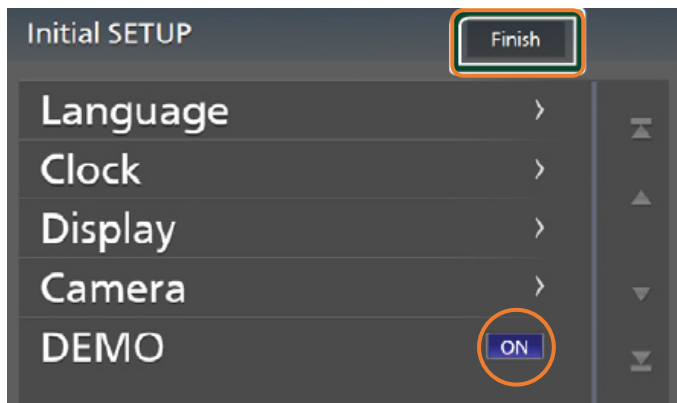 Initial SETUP
Finish
Language
Clock
Display
Camera
DEMO
ON